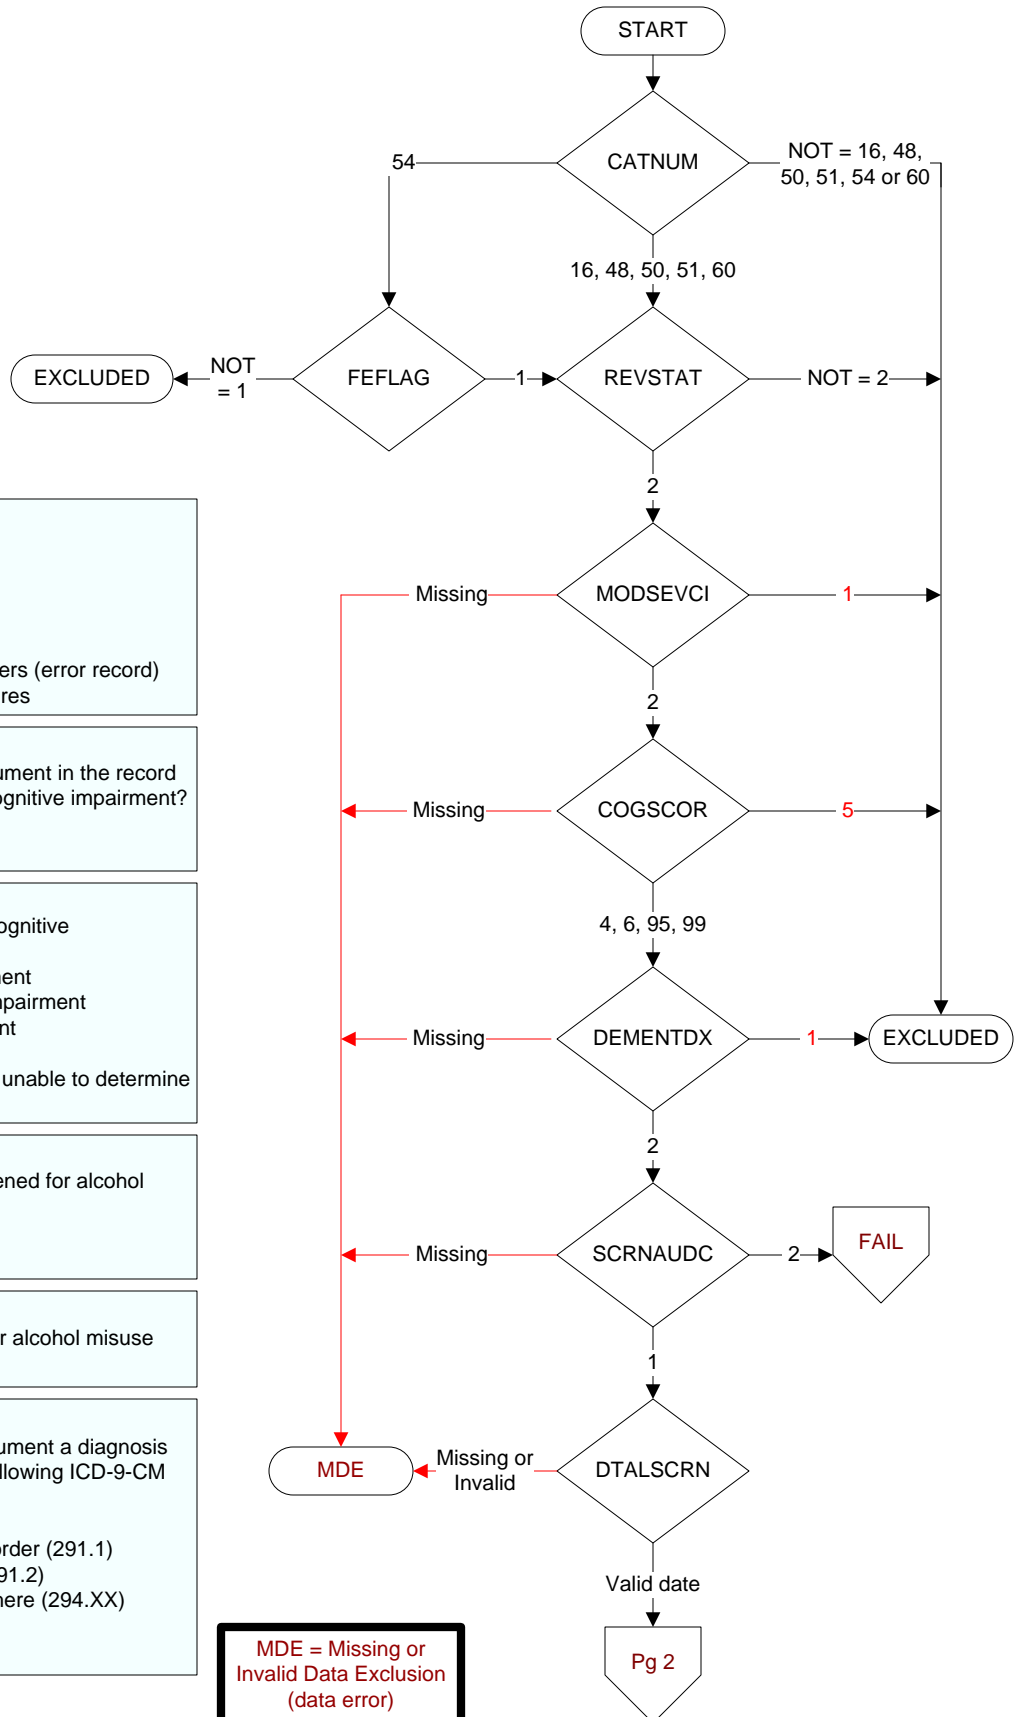 START
CATNUM
54
NOT = 16, 48,
50, 51, 54 or 60
16, 48, 50, 51, 60
EXCLUDED
NOT
= 1
FEFLAG
1
REVSTAT
NOT = 2
2
MODSEVCI
Missing
1
2
COGSCOR
Missing
5
4, 6, 95, 99
DEMENTDX
Missing
1
EXCLUDED
2
SCRNAUDC
Missing
2
FAIL
1
DTALSCRN
Missing or
Invalid
MDE
Valid date
Pg 2
ers (error record)
res
ument in the record
ognitive impairment?
ognitive
ent
npairment
nt
unable to determine
ened for alcohol
r alcohol misuse
ument a diagnosis
llowing ICD-9-CM
order (291.1)
91.2)
here (294.XX)
MDE = Missing or
Invalid Data Exclusion
(data error)